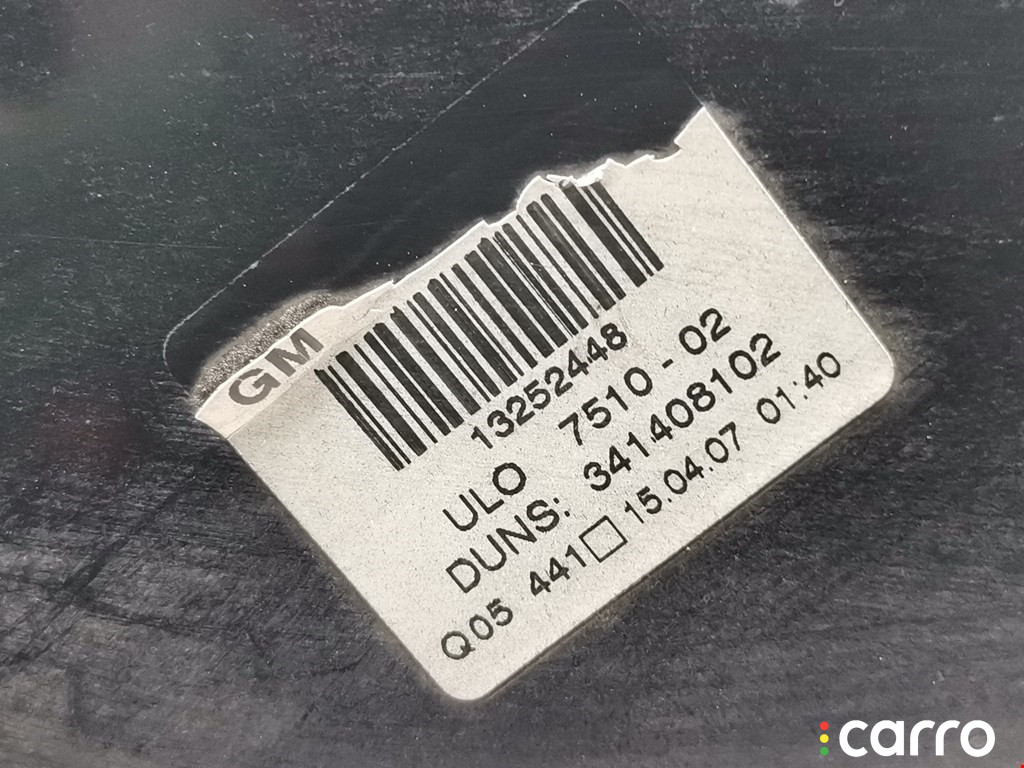 GM
13252448
ULO 7510-02
DUNS: 341408102
Q05 441□ 15.04.07 01:40
carro